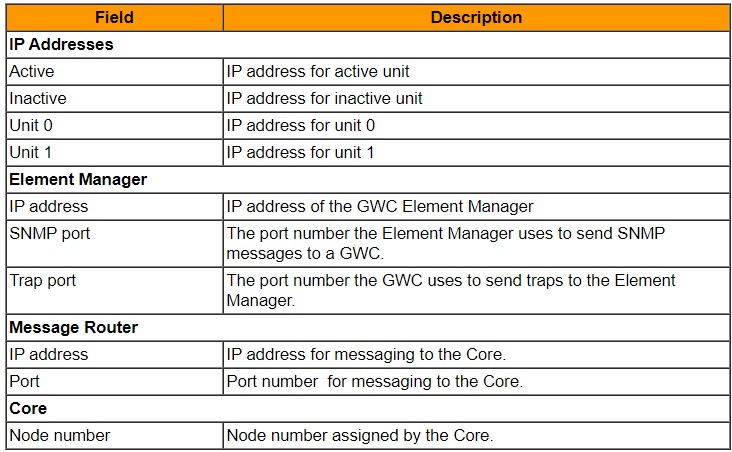 Field Description
IP Addresses
Active IP address for active unit
Inactive IP address for inactive unit
Unit 0 IP address for unit 0
Unit 1 IP address for unit 1
Element Manager
IP address IP address of the GWC Element Manager
SNMP port The port number the Element Manager uses to send SNMP
messages to a GWC.
Trap port The port number the GWC uses to send traps to the Element
Manager.
Message Router
IP address IP address for messaging to the Core.
Port Port number for messaging to the Core.
Core
Node number Node number assigned by the Core.